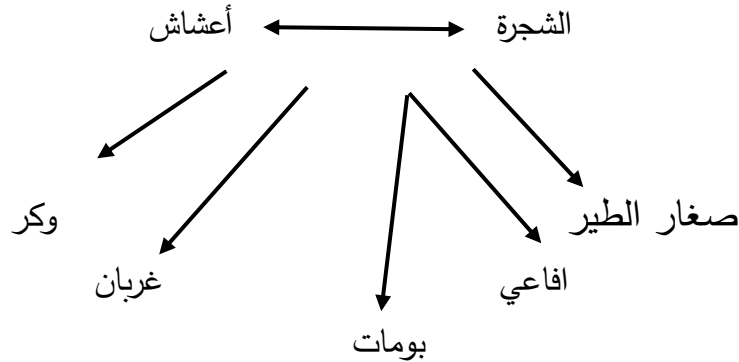 الشجرة أعشاش
صغار الطير وكر
افاعي غربان
بومات